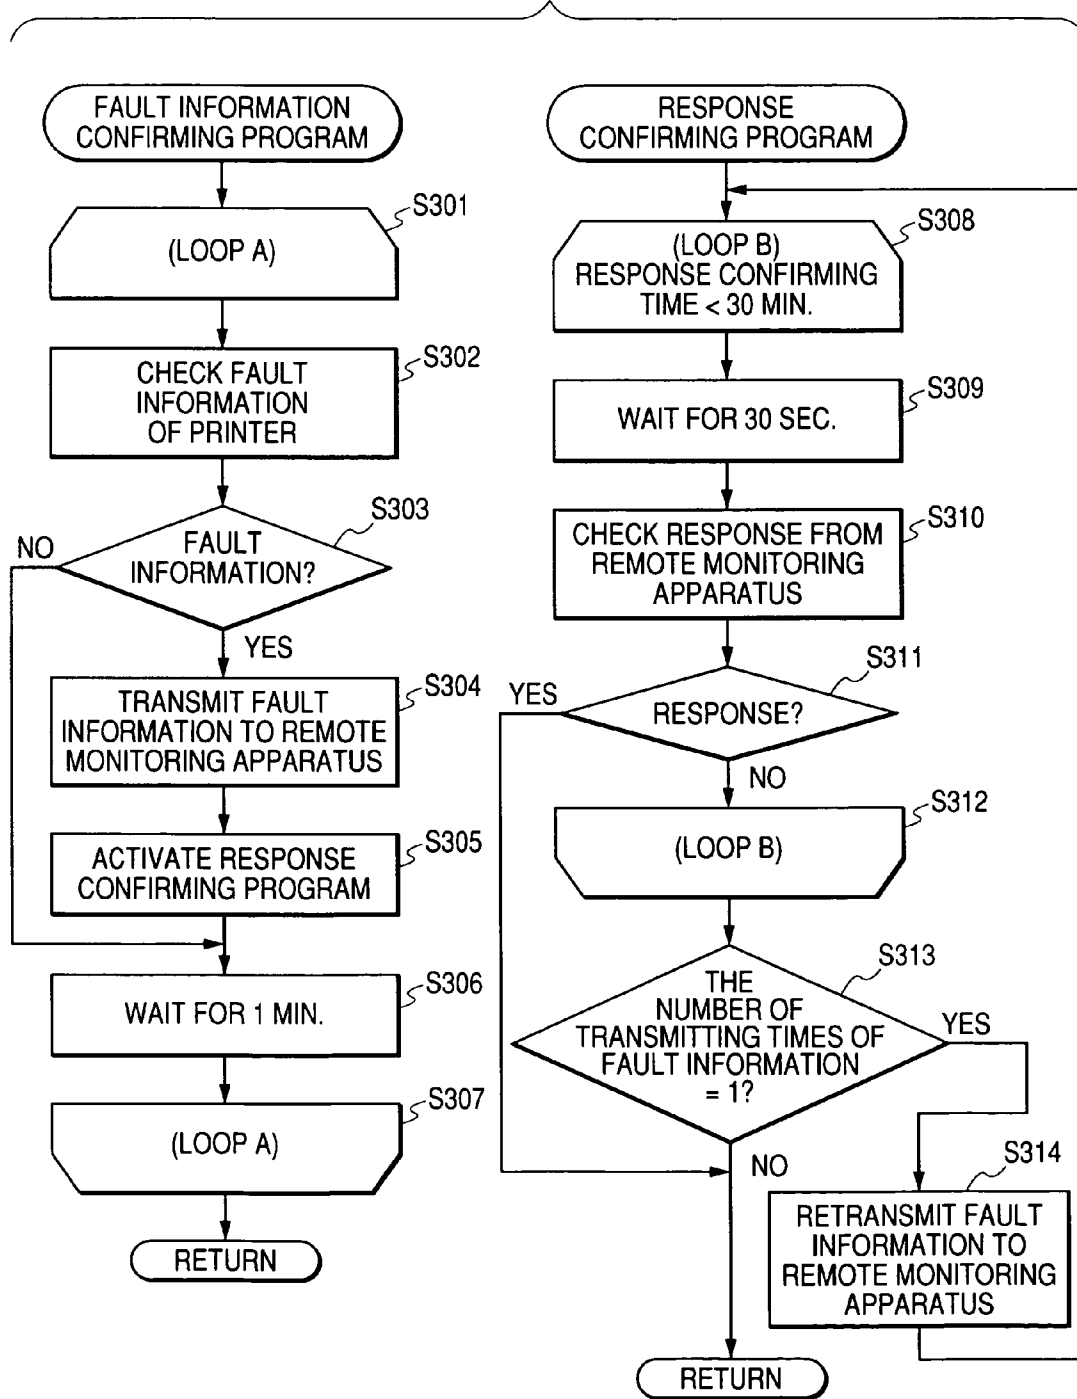 FAULT INFORMATION
CONFIRMING PROGRAM
S301
(LOOP A)
S302
CHECK FAULT
INFORMATION
OF PRINTER
S303
NO
FAULT
INFORMATION?
YES
S304
TRANSMIT FAULT
INFORMATION TO REMOTE
MONITORING APPARATUS
S305
ACTIVATE RESPONSE
CONFIRMING PROGRAM
S306
WAIT FOR 1 MIN.
S307
(LOOP A)
RETURN
RESPONSE
CONFIRMING PROGRAM
S308
(LOOP B)
RESPONSE CONFIRMING
TIME < 30 MIN.
S309
WAIT FOR 30 SEC.
S310
CHECK RESPONSE FROM
REMOTE MONITORING
APPARATUS
S311
YES
RESPONSE?
NO
S312
(LOOP B)
S313
THE
NUMBER OF
TRANSMITTING TIMES OF
FAULT INFORMATION
= 1?
YES
NO
S314
RETRANSMIT FAULT
INFORMATION TO
REMOTE MONITORING
APPARATUS
RETURN